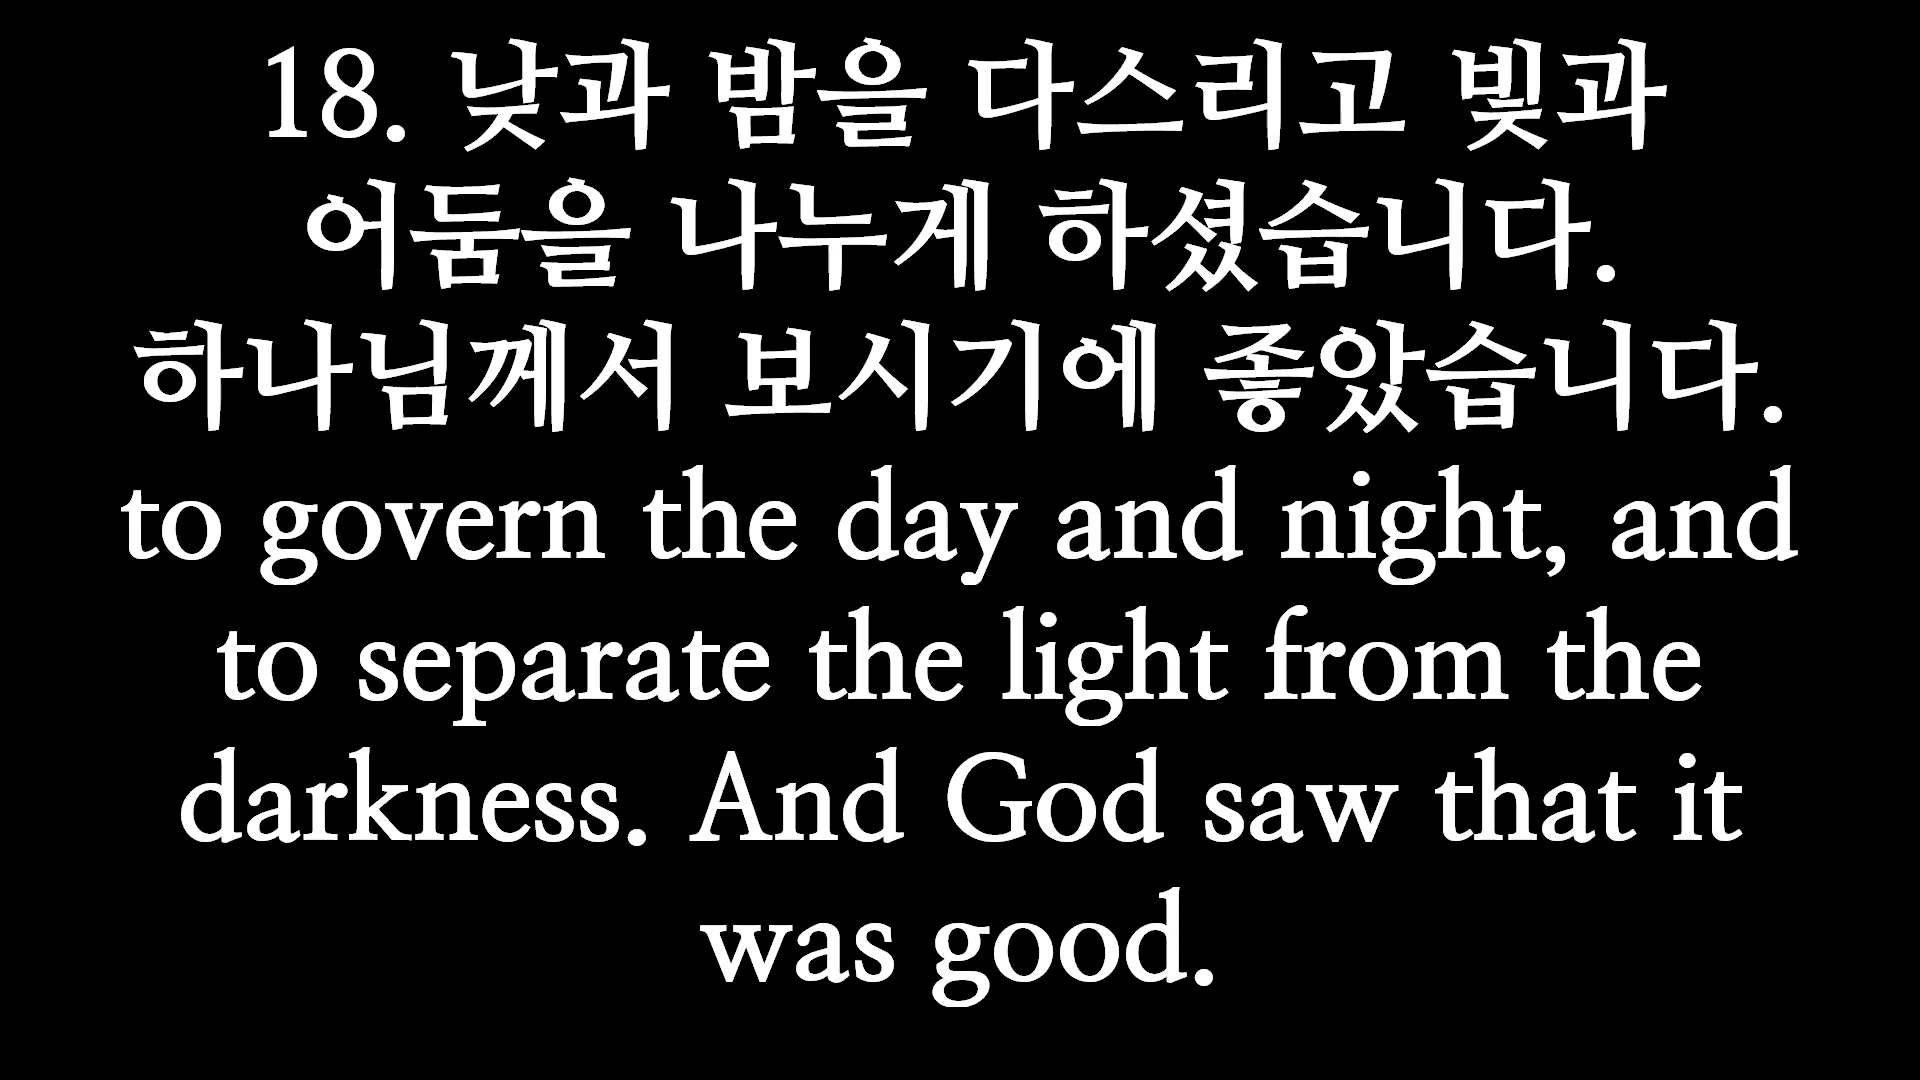 18. 낮과 밤을 다스리고 빛과
어둠을 나누게 하셨습니다.
하나님께서 보시기에 좋았습니다.
to govern the day and night, and
to separate the light from the
darkness. And God saw that it
was good.